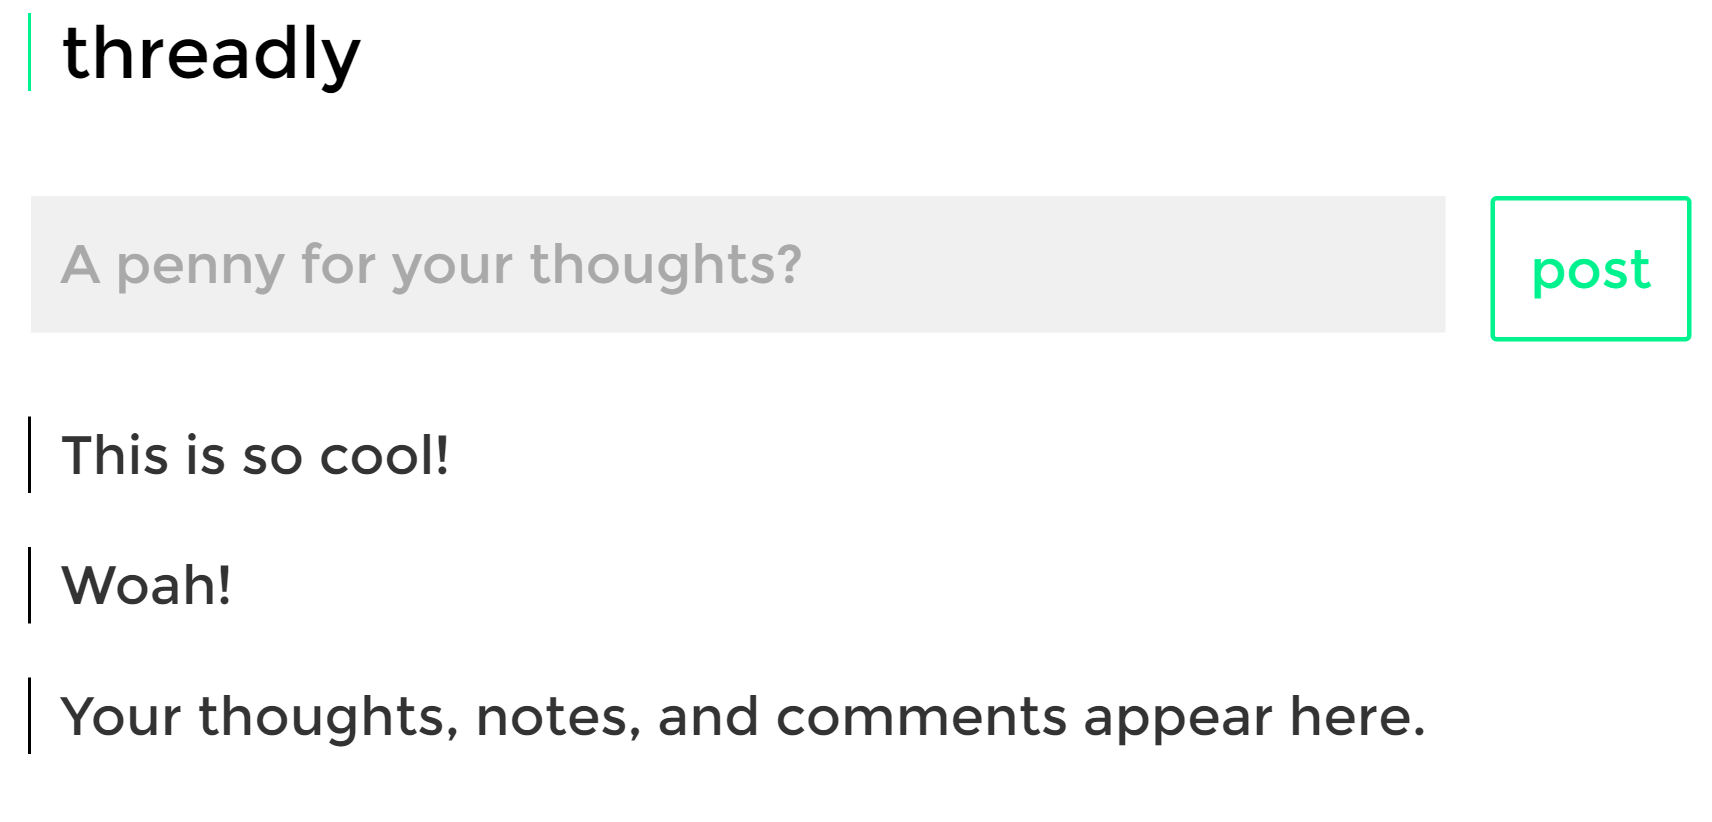 threadly
A penny for your thoughts?
post
This is so cool!
Woah!
Your thoughts, notes, and comments appear here.